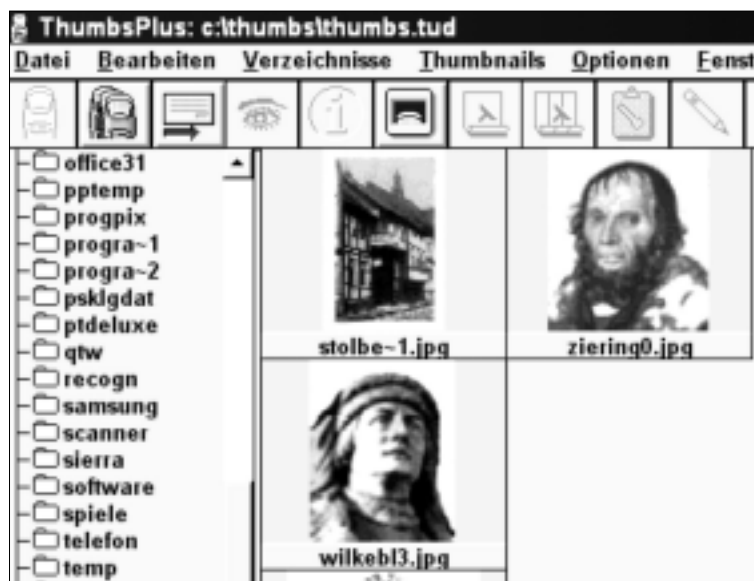 ThumbsPlus: c:\thumbs\thumbs.tud
Datei Bearbeiten Verzeichnisse Thumbnails Optionen Fenst
office31
pptemp
progpix
progra~1
progra~2
psklgdat
ptdeluxe
qtw
recogn
samsung
scanner
sierra
software
spiele
telefon
temp
stolbe~1.jpg
ziering0.jpg
wilkebl3.jpg